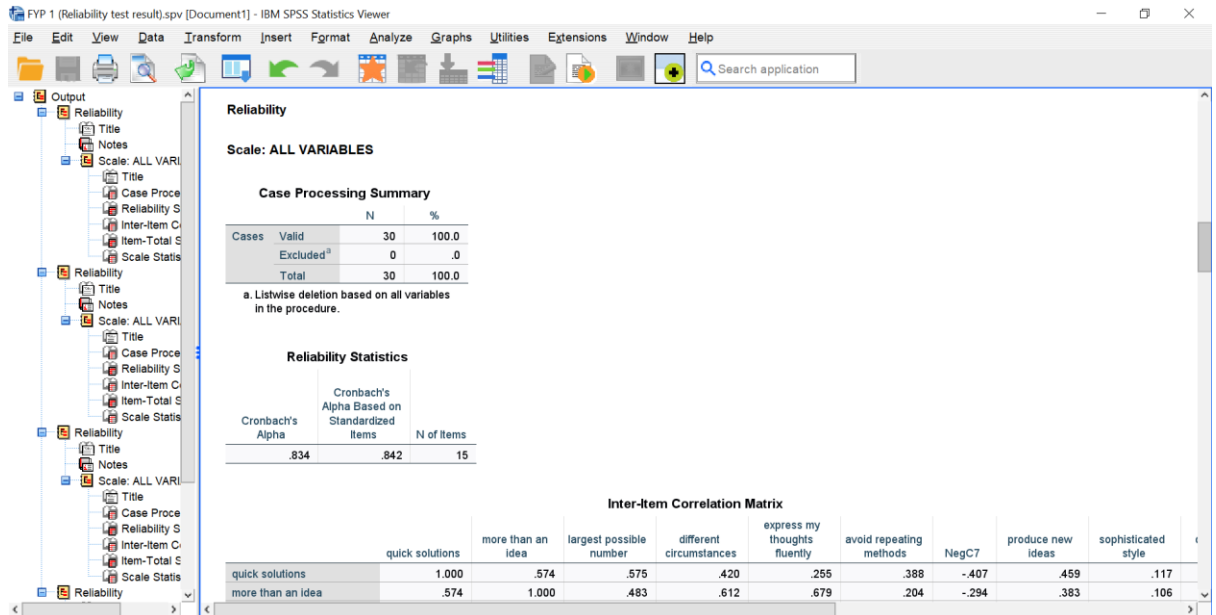 FYP 1 (Reliability test result).spv [Document1] - IBM SPSS Statistics Viewer
File Edit View Data Transform Insert Format Analyze Graphs Utilities Extensions Window Help
Search application
Output
Reliability
Title
Notes
Scale: ALL VARI
Title
Case Proce
Reliability S
Inter-Item C
Item-Total S
Scale Statis
Reliability
Title
Notes
Scale: ALL VARI
Title
Case Proce
Reliability S
Inter-Item C
Item-Total S
Scale Statis
Reliability
Title
Notes
Scale: ALL VARI
Title
Case Proce
Reliability S
Inter-Item C
Item-Total S
Scale Statis
Reliability
Reliability
Scale: ALL VARIABLES
Case Processing Summary
N %
Cases Valid 30 100.0
Excludedᵃ 0 .0
Total 30 100.0
a. Listwise deletion based on all variables
in the procedure.
Reliability Statistics
Cronbach's Alpha Cronbach's Alpha Based on Standardized Items N of Items
.834 .842 15
Inter-Item Correlation Matrix
quick solutions more than an idea largest possible number different circumstances express my thoughts fluently avoid repeating methods NegC7 produce new ideas sophisticated style
quick solutions 1.000 .574 .575 .420 .255 .388 -.407 .459 .117
more than an idea .574 1.000 .483 .612 .679 .204 -.294 .383 .106